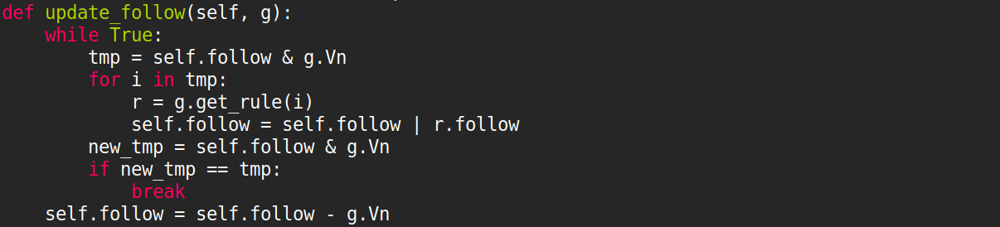 def update_follow(self, g):
    while True:
        tmp = self.follow & g.Vn
        for i in tmp:
            r = g.get_rule(i)
            self.follow = self.follow | r.follow
        new_tmp = self.follow & g.Vn
        if new_tmp == tmp:
            break
    self.follow = self.follow - g.Vn